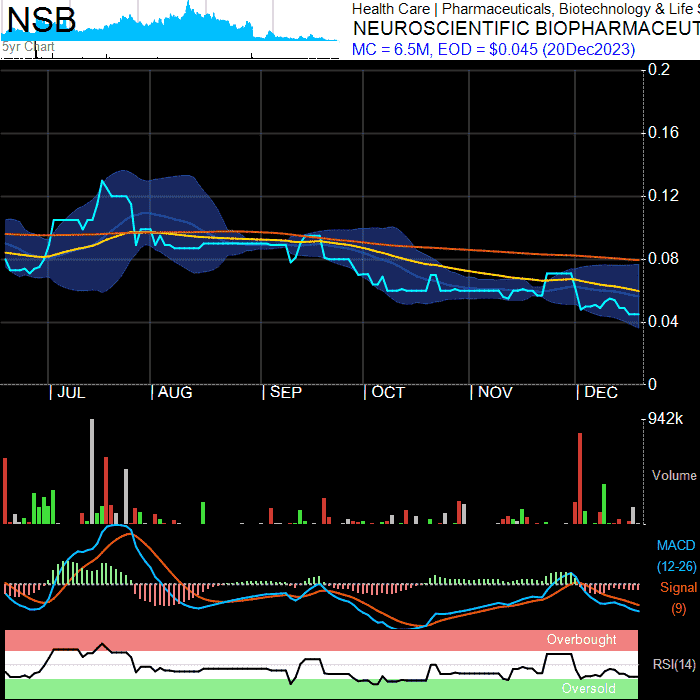 NSB
5yr Chart
Health Care | Pharmaceuticals, Biotechnology & Life S
NEUROSCIENTIFIC BIOPHARMACEUT
MC = 6.5M, EOD = $0.045 (20Dec2023)
0.2
0.16
0.12
0.08
0.04
0
| JUL | AUG | SEP | OCT | NOV | DEC
942k
Volume
MACD
(12-26)
Signal
(9)
Overbought
RSI(14)
Oversold